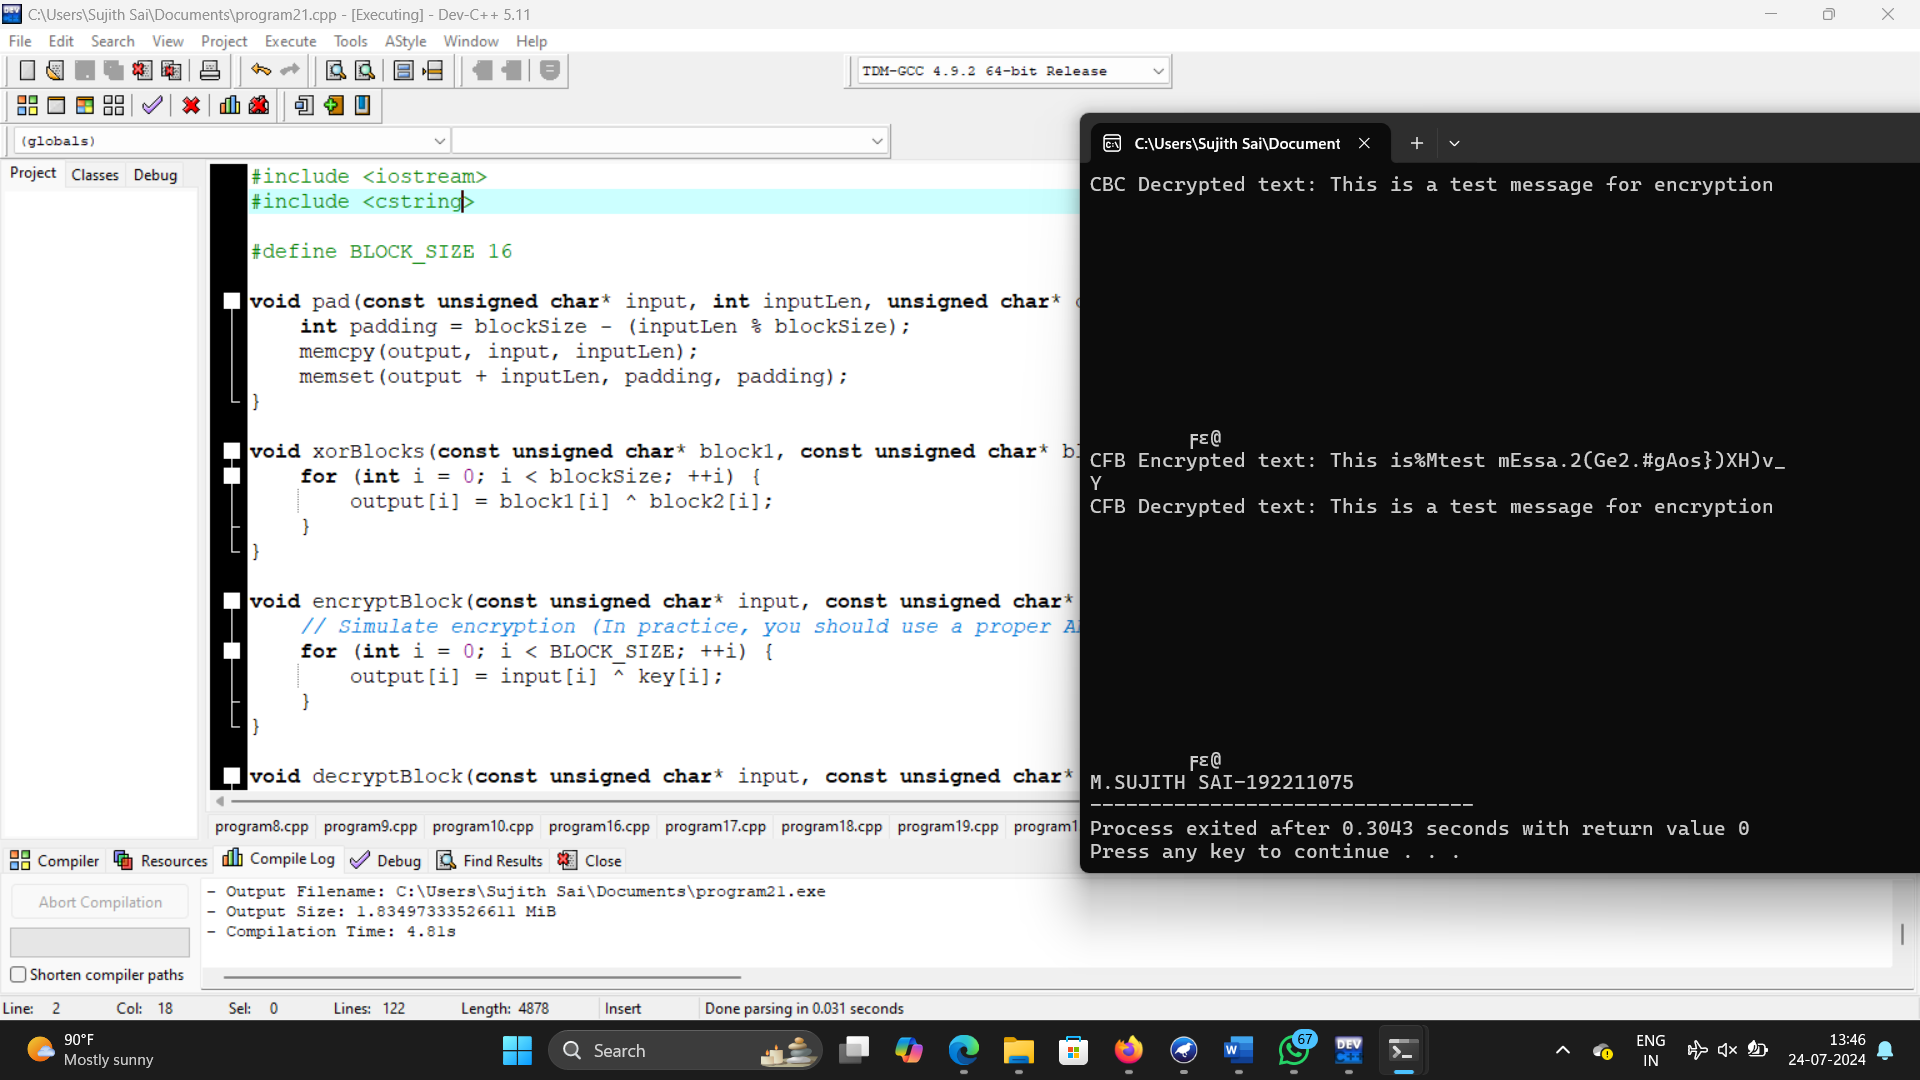 C:\Users\Sujith Sai\Documents\program21.cpp - [Executing] - Dev-C++ 5.11
File Edit Search View Project Execute Tools AStyle Window Help
TDM-GCC 4.9.2 64-bit Release
(globals)
Project Classes Debug
#include <iostream>
#include <cstring>
#define BLOCK_SIZE 16
void pad(const unsigned char* input, int inputLen, unsigned char*
int padding = blockSize - (inputLen % blockSize);
memcpy(output, input, inputLen);
memset(output + inputLen, padding, padding);
}
void xorBlocks(const unsigned char* block1, const unsigned char* bl
for (int i = 0; i < blockSize; ++i) {
output[i] = block1[i] ^ block2[i];
}
}
void encryptBlock(const unsigned char* input, const unsigned char*
// Simulate encryption (In practice, you should use a proper A
for (int i = 0; i < BLOCK_SIZE; ++i) {
output[i] = input[i] ^ key[i];
}
}
void decryptBlock(const unsigned char* input, const unsigned char*
program8.cpp program9.cpp program10.cpp program16.cpp program17.cpp program18.cpp program19.cpp program1
C:\Users\Sujith Sai\Document
CBC Decrypted text: This is a test message for encryption
ϝε@
CFB Encrypted text: This is%Mtest mEssa.2(Ge2.#gAos})XH)v_
Y
CFB Decrypted text: This is a test message for encryption
ϝε@
M.SUJITH SAI-192211075
--------------------------------
Process exited after 0.3043 seconds with return value 0
Press any key to continue . . .
Compiler Resources Compile Log Debug Find Results Close
Abort Compilation
Shorten compiler paths
- Output Filename: C:\Users\Sujith Sai\Documents\program21.exe
- Output Size: 1.83497333526611 MiB
- Compilation Time: 4.81s
Line: 2 Col: 18 Sel: 0 Lines: 122 Length: 4878 Insert Done parsing in 0.031 seconds
90°F
Mostly sunny
Search
67
DEV
C++
ENG
IN
13:46
24-07-2024